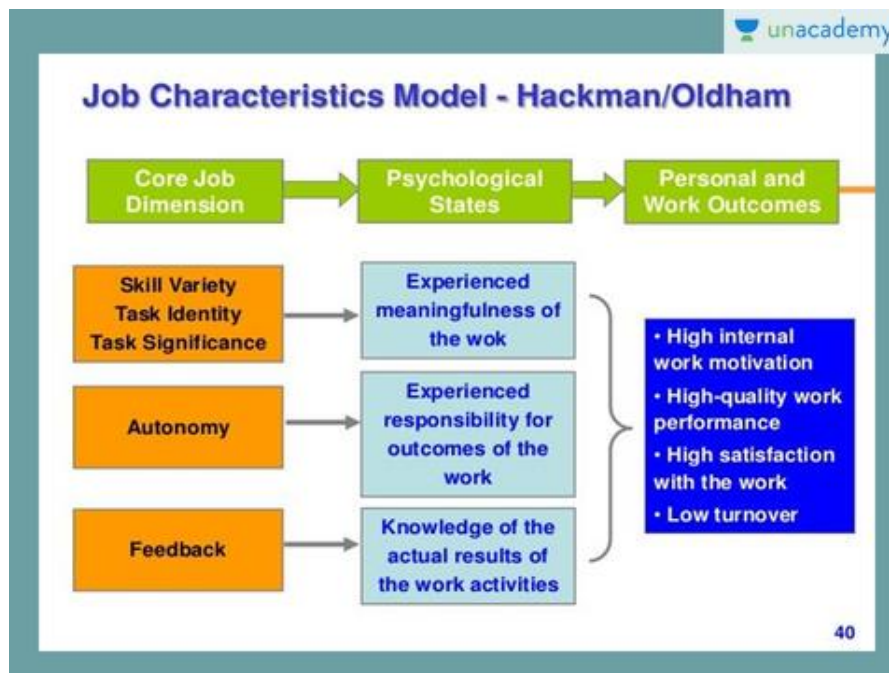 unacademy
Job Characteristics Model - Hackman/Oldham
Core Job
Dimension
Psychological
States
Personal and
Work Outcomes
Skill Variety
Task Identity
Task Significance
Experienced
meaningfulness of
the wok
• High internal
work motivation
• High-quality work
performance
• High satisfaction
with the work
• Low turnover
Autonomy
Experienced
responsibility for
outcomes of the
work
Feedback
Knowledge of the
actual results of
the work activities
40